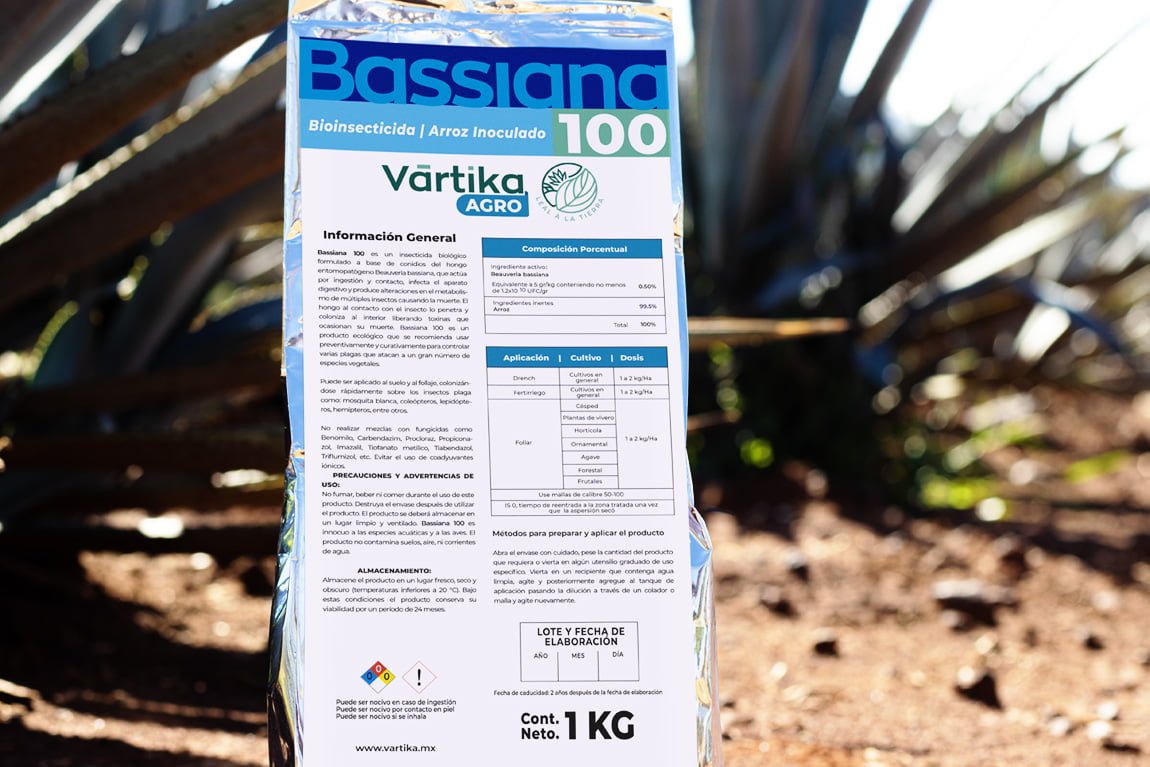 Bassiana
Bioinsecticida | Arroz Inoculado
100
Vārtika
AGRO
LEAL A LA TIERRA
Información General
Bassiana 100 es un insecticida biológico
formulado a base de conidios del hongo
entomopatógeno Beauveria bassiana, que actúa
por ingestión y contacto, infecta el aparato
digestivo y produce alteraciones en el metabolis-
mo de múltiples insectos causando la muerte. El
hongo al contacto con el insecto lo penetra y
coloniza al interior liberando toxinas que
ocasionan su muerte. Bassiana 100 es un
producto ecológico que se recomienda usar
preventivamente y curativamente para controlar
varias plagas que atacan a un gran número de
especies vegetales.
Puede ser aplicado al suelo y al follaje, colonizán-
dose rápidamente sobre los insectos plaga
como: mosquita blanca, coleópteros, lepidópte-
ros, hemípteros, entre otros.
No realizar mezclas con fungicidas como
Benomilo, Carbendazim, Procloraz, Propicona-
zol, Imazalil, Tiofanato metílico, Tiabendazol,
Triflumizol, etc. Evitar el uso de coadyuvantes
iónicos.
PRECAUCIONES Y ADVERTENCIAS DE
USO:
No fumar, beber ni comer durante el uso de este
producto. Destruya el envase después de utilizar
el producto. El producto se deberá almacenar en
un lugar limpio y ventilado. Bassiana 100 es
innocuo a las especies acuáticas y a las aves. El
producto no contamina suelos, aire, ni corrientes
de agua.
ALMACENAMIENTO:
Almacene el producto en un lugar fresco, seco y
obscuro (temperaturas inferiores a 20 °C). Bajo
estas condiciones el producto conserva su
viabilidad por un periodo de 24 meses.
0
0 0
!
Puede ser nocivo en caso de ingestión
Puede ser nocivo por contacto en piel
Puede ser nocivo si se inhala
www.vartika.mx
Composición Porcentual
Ingrediente activo:
Beauveria bassiana
Equivalente a 5 gr/kg conteniendo no menos
de 1.2x10 10 UFC/gr 0.50%
Ingredientes inertes
Arroz 99.5%
Total 100%
Aplicación | Cultivo | Dosis
Drench Cultivos en general 1 a 2 kg/Ha
Fertirriego Cultivos en general 1 a 2 kg/Ha
Césped
Plantas de vivero
Hortícola
Foliar Ornamental 1 a 2 kg/Ha
Agave
Forestal
Frutales
Use mallas de calibre 50-100
IS 0, tiempo de reentrada a la zona tratada una vez
que la aspersión secó
Métodos para preparar y aplicar el producto
Abra el envase con cuidado, pese la cantidad del producto
que requiera o vierta en algún utensilio graduado de uso
específico. Vierta en un recipiente que contenga agua
limpia, agite y posteriormente agregue al tanque de
aplicación pasando la dilución a través de un colador o
malla y agite nuevamente.
LOTE Y FECHA DE
ELABORACIÓN
AÑO MES DÍA
Fecha de caducidad: 2 años después de la fecha de elaboración
Cont. Neto. 1 KG